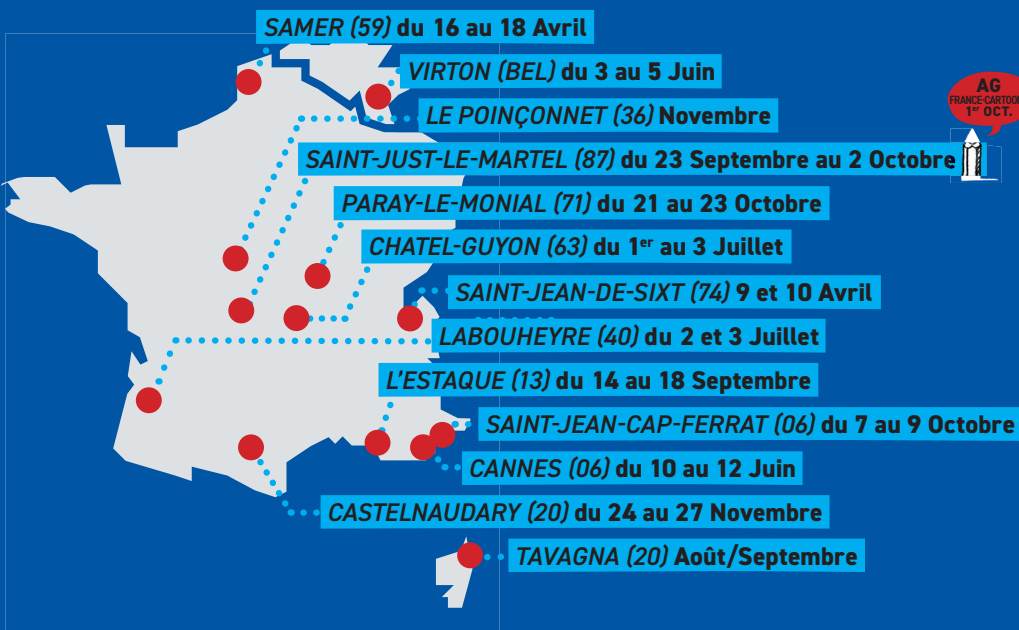 SAMER (59) du 16 au 18 Avril
VIRTON (BEL) du 3 au 5 Juin
AG
FRANCE-CARTOON
1er OCT.
LE POINÇONNET (36) Novembre
SAINT-JUST-LE-MARTEL (87) du 23 Septembre au 2 Octobre
PARAY-LE-MONIAL (71) du 21 au 23 Octobre
CHATEL-GUYON (63) du 1er au 3 Juillet
SAINT-JEAN-DE-SIXT (74) 9 et 10 Avril
LABOUHEYRE (40) du 2 et 3 Juillet
L'ESTAQUE (13) du 14 au 18 Septembre
SAINT-JEAN-CAP-FERRAT (06) du 7 au 9 Octobre
CANNES (06) du 10 au 12 Juin
CASTELNAUDARY (20) du 24 au 27 Novembre
TAVAGNA (20) Août/Septembre